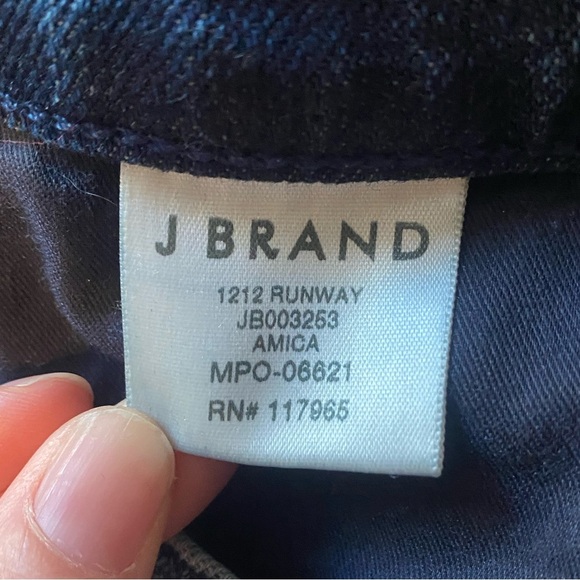 J BRAND
1212 RUNWAY
JB003253
AMICA
MPO-06621
RN# 117965